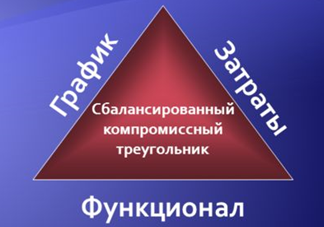 График
Затраты
Сбалансированный
компромиссный
треугольник
Функционал